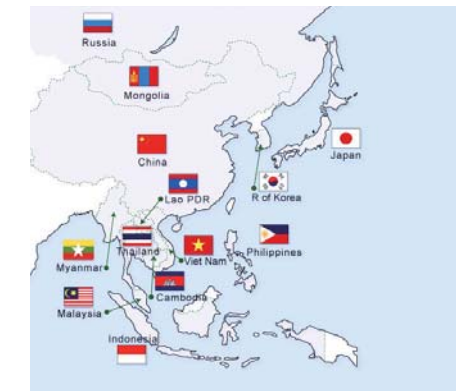 Russia
Mongolia
China
Japan
R of Korea
Lao PDR
Thailand
Viet Nam
Philippines
Myanmar
Cambodia
Malaysia
Indonesia